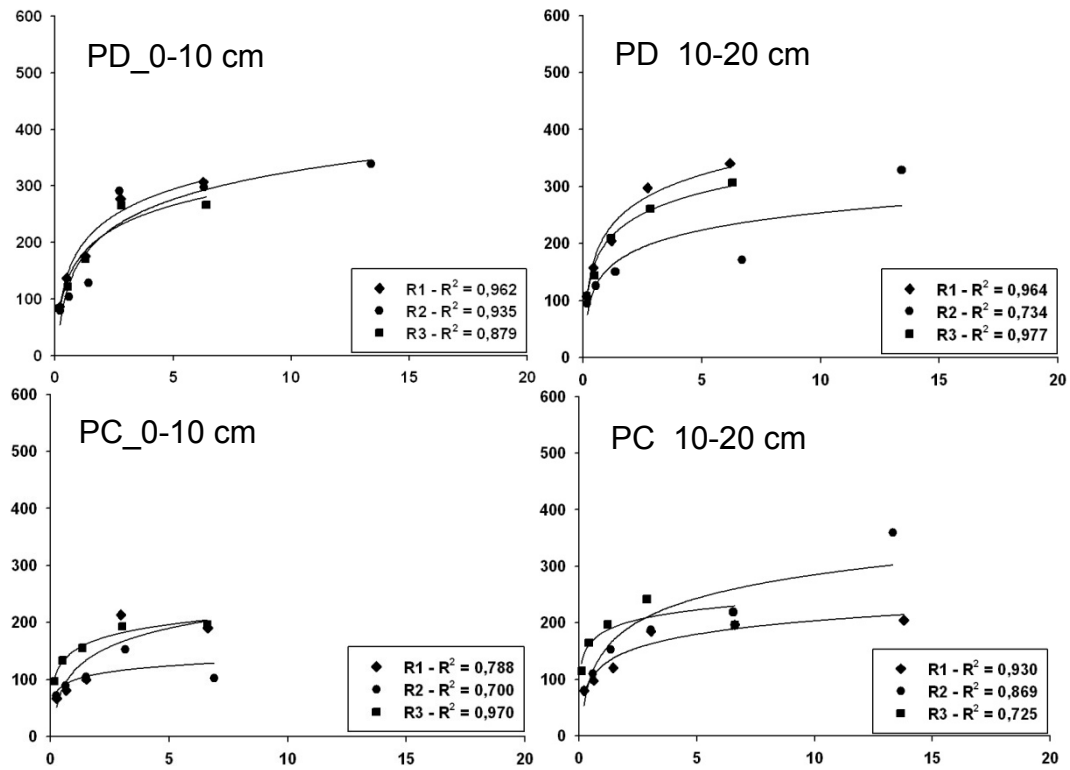 PD_0-10 cm
600
500
400
300
200
100
0
0 5 10 15 20
R1 - R² = 0,962
R2 - R² = 0,935
R3 - R² = 0,879
PD 10-20 cm
600
500
400
300
200
100
0
0 5 10 15 20
R1 - R² = 0,964
R2 - R² = 0,734
R3 - R² = 0,977
PC_0-10 cm
600
500
400
300
200
100
0
0 5 10 15 20
R1 - R² = 0,788
R2 - R² = 0,700
R3 - R² = 0,970
PC 10-20 cm
600
500
400
300
200
100
0
0 5 10 15 20
R1 - R² = 0,930
R2 - R² = 0,869
R3 - R² = 0,725